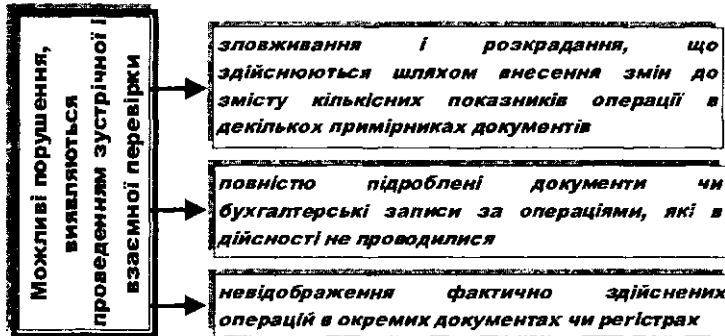 Можливі порушення,
виявляються
проведенням зустрічної і
взаємної перевірки
зловживання і розкрадання, що
здійснюються шляхом внесення змін до
змісту кількісних показників операції в
декількох примірниках документів
повністю підроблені документи чи
бухгалтерські записи за операціями, які в
дійсності не проводилися
невідображення фактично здійснених
операцій в окремих документах чи регістрах